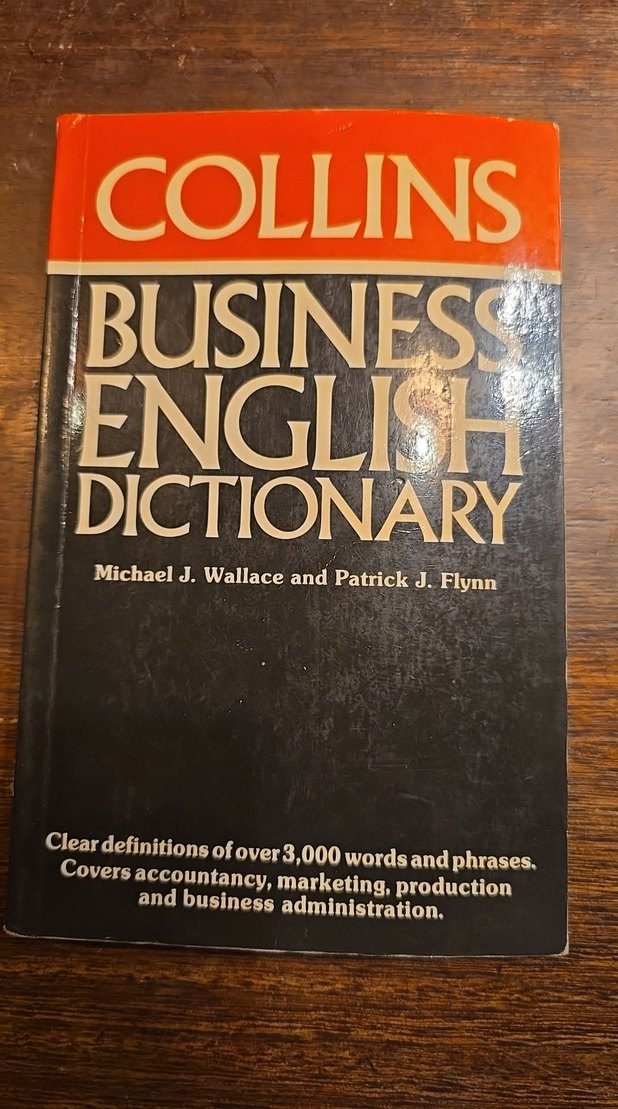 COLLINS
BUSINESS
ENGLISH
DICTIONARY
Michael J. Wallace and Patrick J. Flynn
Clear definitions of over 3,000 words and phrases.
Covers accountancy, marketing, production
and business administration.